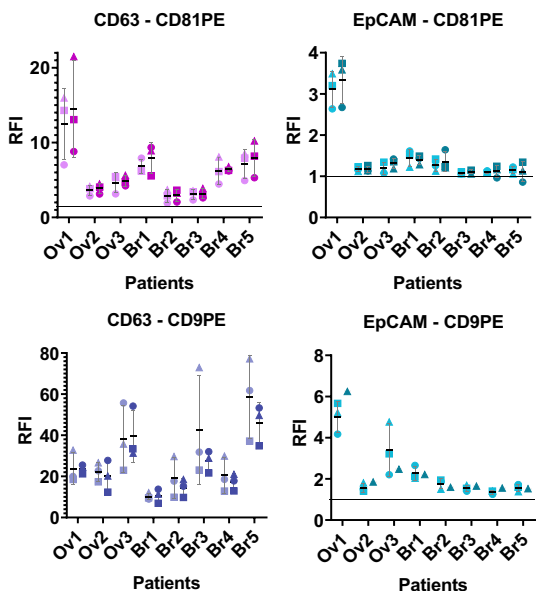 CD63 - CD81PE
EpCAM - CD81PE
RFI
20
10
0
Ov1
Ov2
Ov3
Br1
Br2
Br3
Br4
Br5
Patients
RFI
4
3
2
1
0
Ov1
Ov2
Ov3
Br1
Br2
Br3
Br4
Br5
Patients
CD63 - CD9PE
EpCAM - CD9PE
RFI
80
60
40
20
0
Ov1
Ov2
Ov3
Br1
Br2
Br3
Br4
Br5
Patients
RFI
8
6
4
2
0
Ov1
Ov2
Ov3
Br1
Br2
Br3
Br4
Br5
Patients